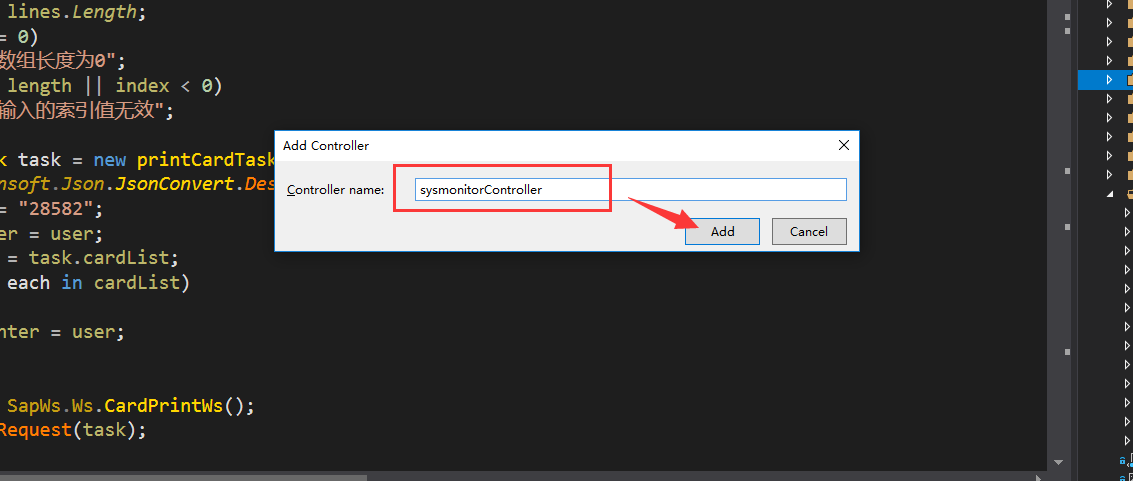 lines.Length;
= 0)
数组长度为0";
length || index < 0)
输入的索引值无效";
Add Controller
k task = new printCardTask
Controller name:
sysmonitorController
nsoft.Json.JsonConvert.Des
= "28582";
er = user;
Add
Cancel
= task.cardList;
each in cardList)
nter = user;
SapWs.Ws.CardPrintWs();
Request(task);